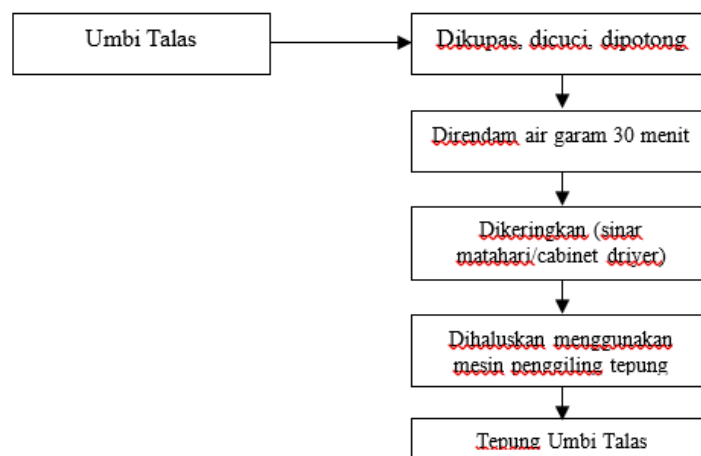 Umbi Talas
Dikupas, dicuci, dipotong
Direndam air garam 30 menit
Dikeringkan (sinar
matahari/cabinet driyer)
Dihaluskan menggunakan
mesin penggiling tepung
Tepung Umbi Talas